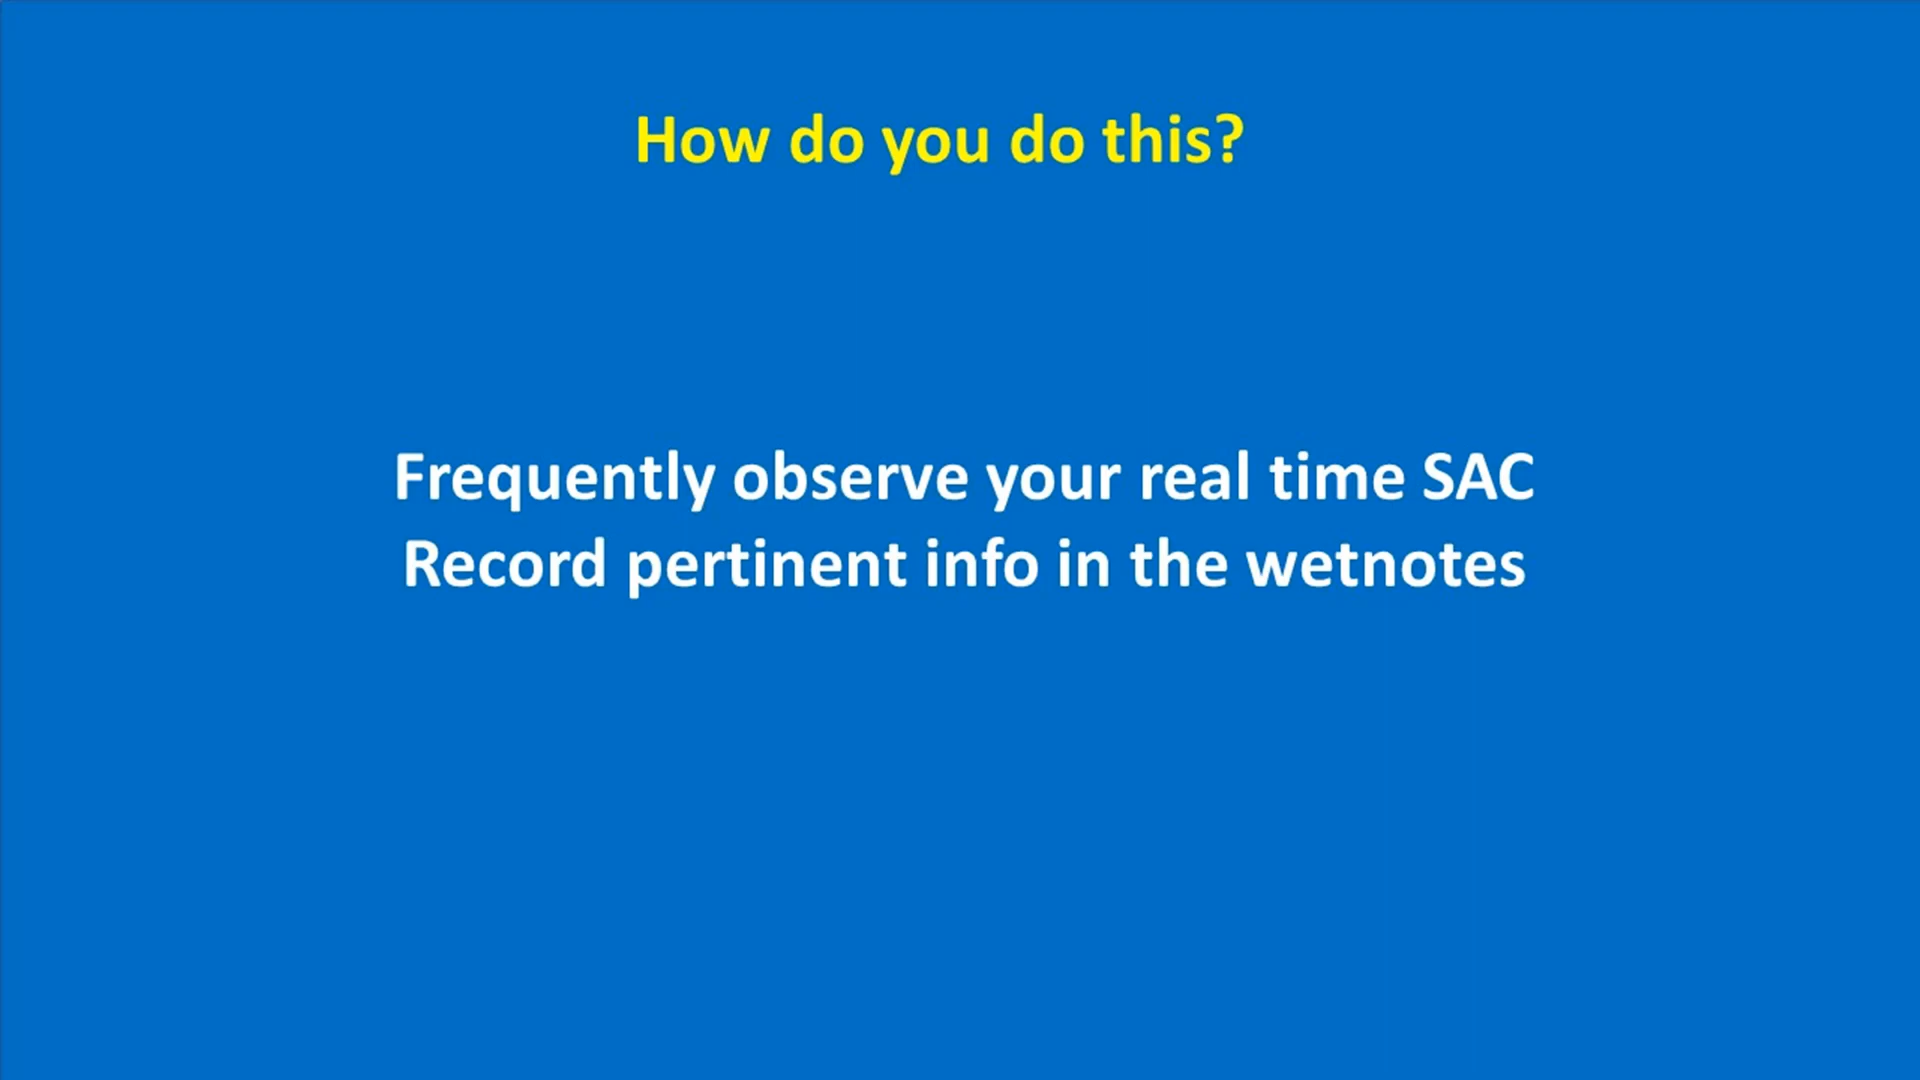 How do you do this?
Frequently observe your real time SAC
Record pertinent info in the wetnotes